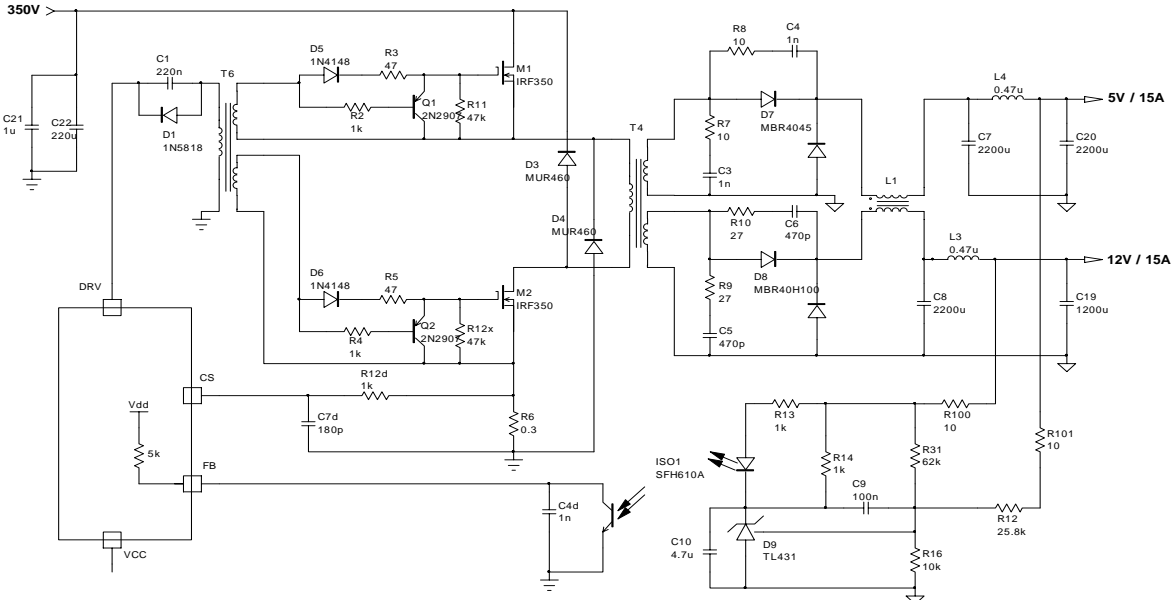 350V
C21
1u
C22
220u
C1
220n
D1
1N5818
T6
D5
1N4148
R3
47
R2
1k
Q1
2N2907
R11
47k
M1
IRF350
D3
MUR460
D4
MUR460
D6
1N4148
R5
47
R4
1k
Q2
2N2907
R12x
47k
M2
IRF350
T4
R8
10
C4
1n
D7
MBR4045
R7
10
C3
1n
R10
27
C6
470p
D8
MBR40H100
R9
27
C5
470p
L1
L4
0.47u
5V / 15A
C7
2200u
C20
2200u
L3
0.47u
12V / 15A
C8
2200u
C19
1200u
DRV
CS
Vdd
5k
FB
VCC
R12d
1k
C7d
180p
R6
0.3
C4d
1n
ISO1
SFH610A
R13
1k
R14
1k
R100
10
R31
62k
R101
10
C9
100n
R12
25.8k
C10
4.7u
D9
TL431
R16
10k